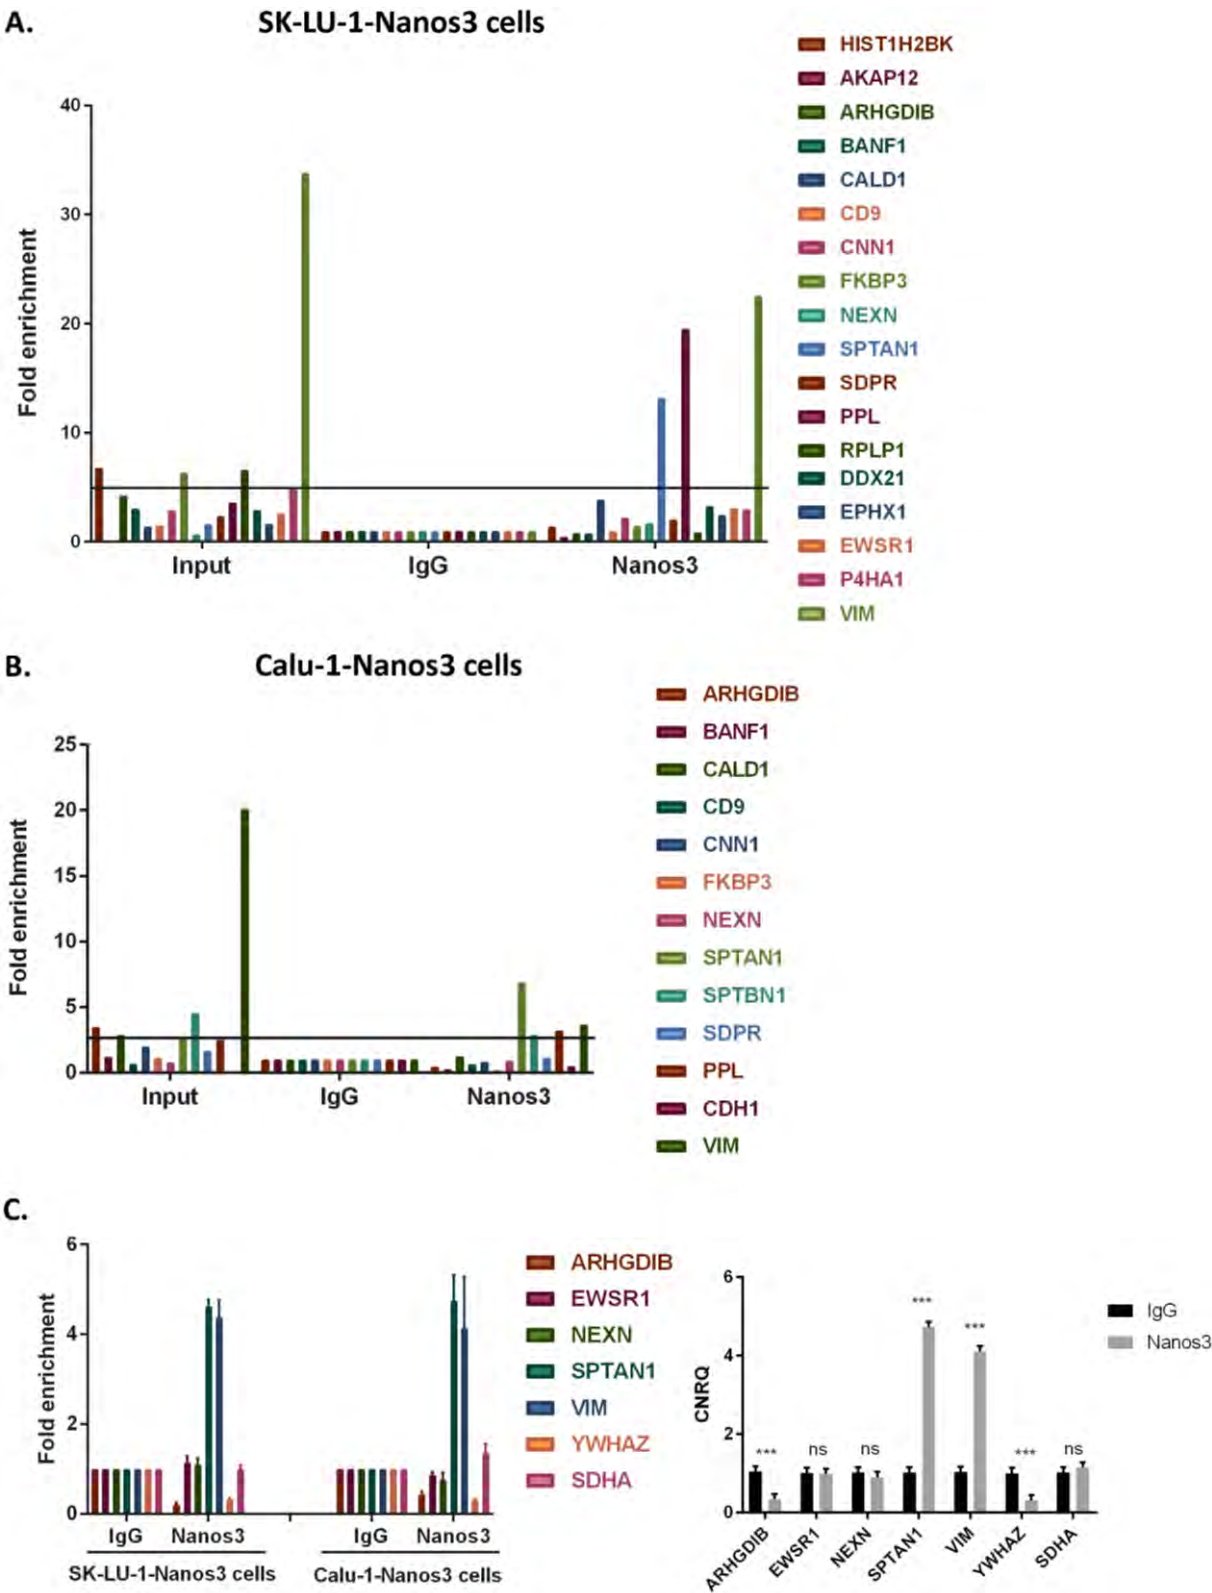 A.
SK-LU-1-Nanos3 cells
Fold enrichment
40
30
20
10
0
Input
IgG
Nanos3
HIST1H2BK
AKAP12
ARHGDIB
BANF1
CALD1
CD9
CNN1
FKBP3
NEXN
SPTAN1
SDPR
PPL
RPLP1
DDX21
EPHX1
EWSR1
P4HA1
VIM
B.
Calu-1-Nanos3 cells
Fold enrichment
25
20
15
10
5
0
Input
IgG
Nanos3
ARHGDIB
BANF1
CALD1
CD9
CNN1
FKBP3
NEXN
SPTAN1
SPTBN1
SDPR
PPL
CDH1
VIM
C.
Fold enrichment
6
4
2
0
IgG
Nanos3
IgG
Nanos3
SK-LU-1-Nanos3 cells
Calu-1-Nanos3 cells
ARHGDIB
EWSR1
NEXN
SPTAN1
VIM
YWHAZ
SDHA
CNRQ
6
4
2
0
***
ns
ns
***
***
***
ns
ARHGDIB
EWSR1
NEXN
SPTAN1
VIM
YWHAZ
SDHA
IgG
Nanos3